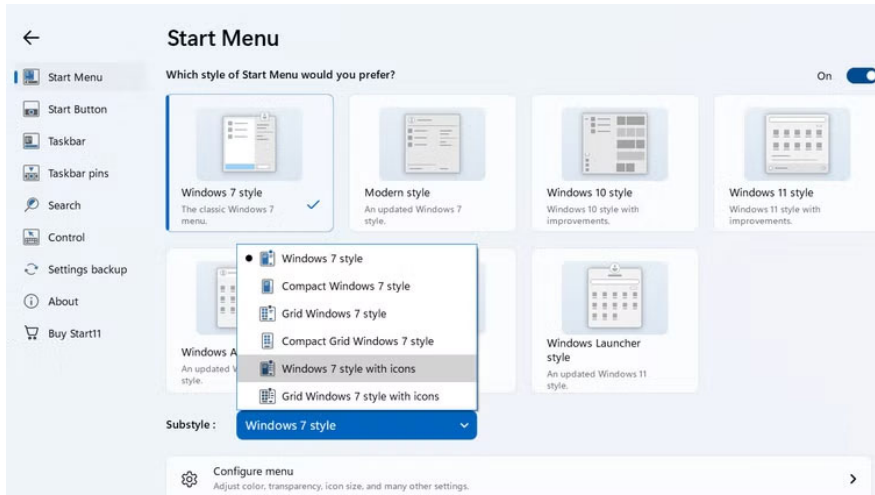 Start Menu
Start Menu
Which style of Start Menu would you prefer?
On
Start Button
Taskbar
Taskbar pins
Search
Control
Settings backup
About
Buy Start11
Windows 7 style
The classic Windows 7
menu.
Modern style
An updated Windows 7
style.
Windows 10 style
Windows 10 style with
improvements.
Windows 11 style
Windows 11 style with
improvements.
Windows 7 style
Compact Windows 7 style
Grid Windows 7 style
Compact Grid Windows 7 style
Windows 7 style with icons
Grid Windows 7 style with icons
Windows A
An updated
style.
Windows Launcher
style
An updated Windows 11
style.
Substyle :
Windows 7 style
Configure menu
Adjust color, transparency, icon size, and many other settings.